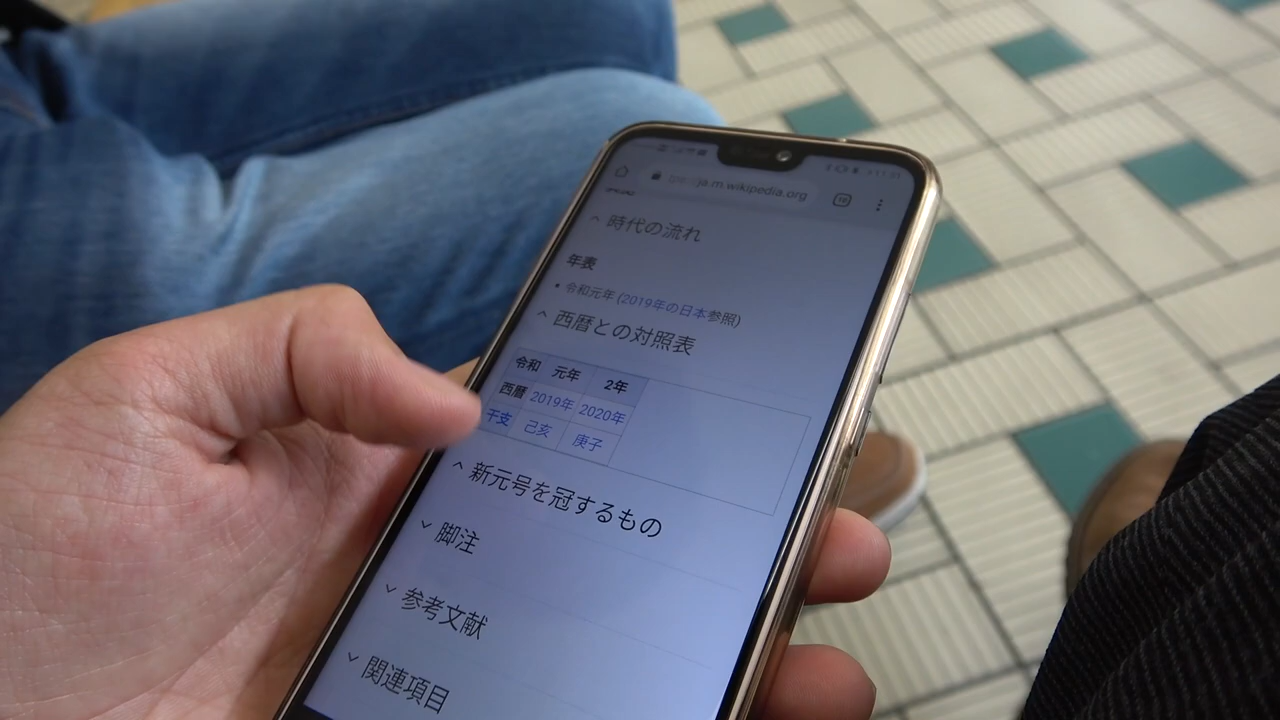 ja.m.wikipedia.org
時代の流れ
年表
• 令和元年 (2019年の日本参照)
西暦との対照表
令和 元年 2年
西暦 2019年 2020年
干支 己亥 庚子
新元号を冠するもの
脚注
参考文献
関連項目